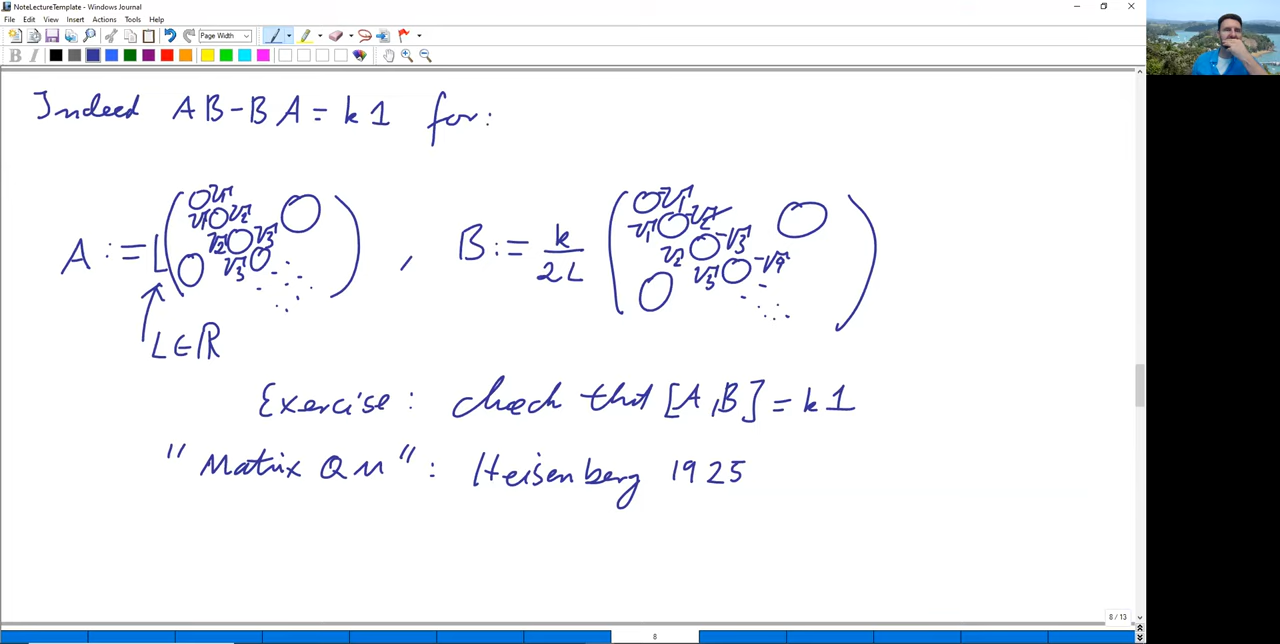 NoteLectureTemplate - Windows Journal
File Edit View Insert Actions Tools Help
Page Width
B I
Indeed AB-BA = k1 for:
A := L ( 0 √1 0
√1 0 √2
√2 0 √3
0 √3 0 ⋱ ) , B := k/2L ( 0 -√1 0
√1 0 -√2
√2 0 -√3
0 √3 0 -√4 ⋱ )
L∈ℝ
Exercise: check that [A,B] = k1
"Matrix QM": Heisenberg 1925
8 / 13
8